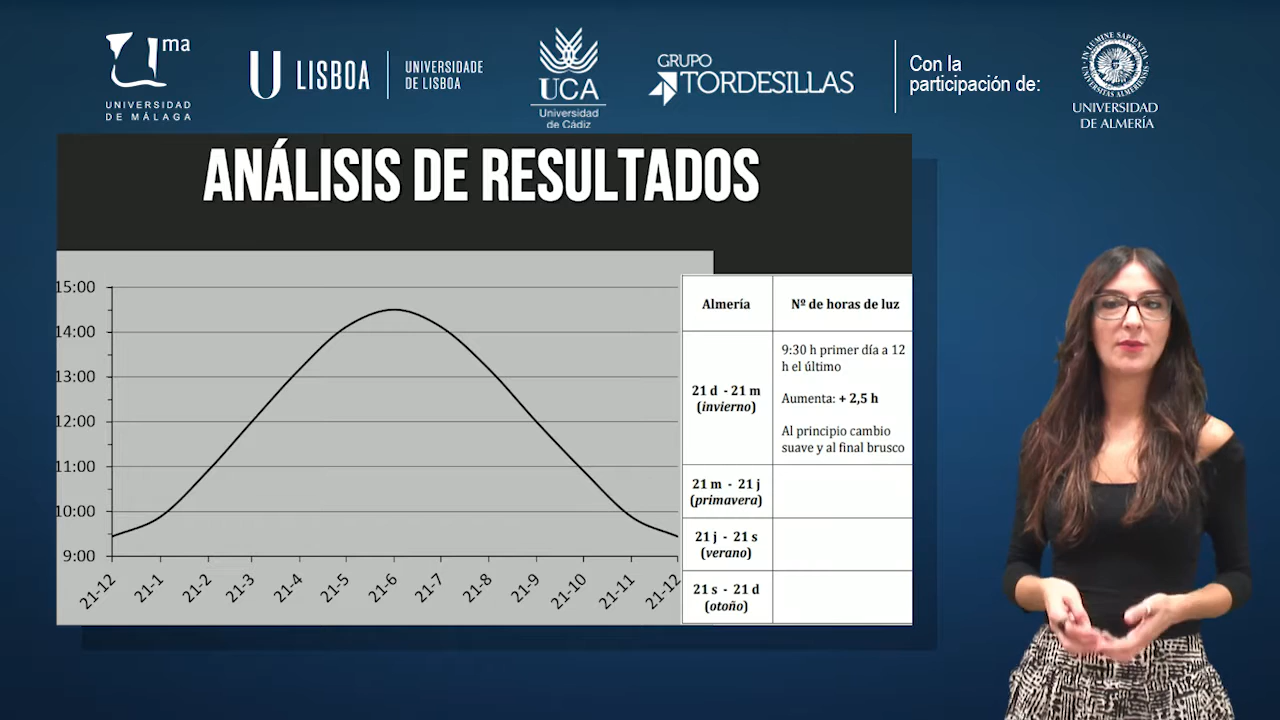 ma
UNIVERSIDAD
DE MÁLAGA
U LISBOA
UNIVERSIDADE
DE LISBOA
UCA
Universidad
de Cádiz
GRUPO
TORDESILLAS
Con la
participación de:
IN LUMINE SAPIENTIA
UNIVERSITAS ALMERIENSIS
UNIVERSIDAD
DE ALMERÍA
ANÁLISIS DE RESULTADOS
15:00
14:00
13:00
12:00
11:00
10:00
9:00
21-12
21-1
21-2
21-3
21-4
21-5
21-6
21-7
21-8
21-9
21-10
21-11
21-12
Almería
Nº de horas de luz
21 d - 21 m
(invierno)
9:30 h primer día a 12
h el último
Aumenta: + 2,5 h
Al principio cambio
suave y al final brusco
21 m - 21 j
(primavera)
21 j - 21 s
(verano)
21 s - 21 d
(otoño)